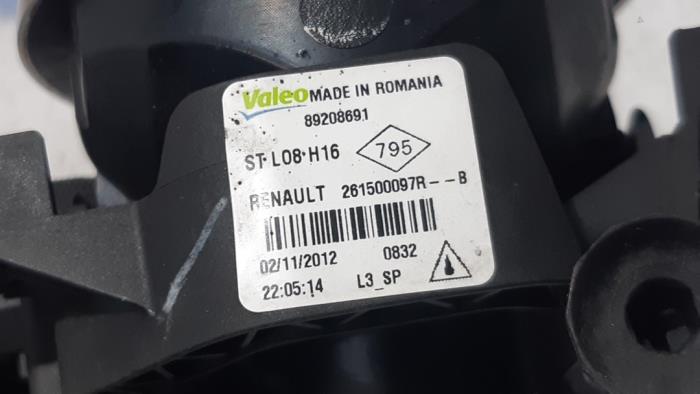 Valeo MADE IN ROMANIA
89208691
ST·L08·H16 795
RENAULT 261500097R--B
02/11/2012 0832
22:05:14 L3_SP